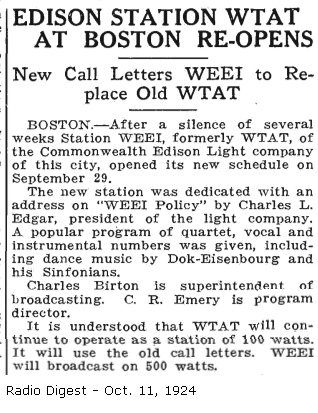 EDISON STATION WTAT
AT BOSTON RE-OPENS
New Call Letters WEEI to Re-
place Old WTAT
BOSTON.—After a silence of several
weeks Station WEEI, formerly WTAT, of
the Commonwealth Edison Light company
of this city, opened its new schedule on
September 29.
The new station was dedicated with an
address on "WEEI Policy" by Charles L.
Edgar, president of the light company.
A popular program of quartet, vocal and
instrumental numbers was given, includ-
ing dance music by Dok-Eisenbourg and
his Sinfonians.
Charles Birton is superintendent of
broadcasting. C. R. Emery is program
director.
It is understood that WTAT will con-
tinue to operate as a station of 100 watts.
It will use the old call letters. WEEI
will broadcast on 500 watts.
Radio Digest - Oct. 11, 1924